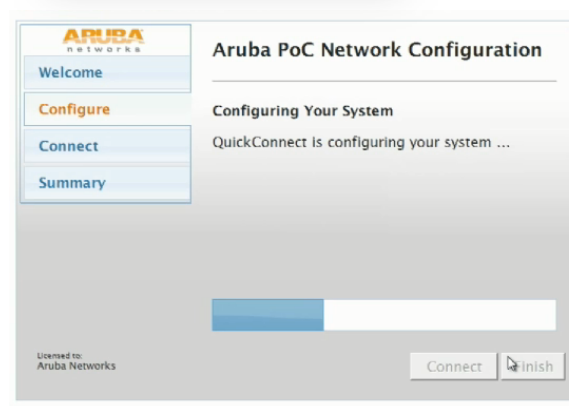 ARUBA
networks
Welcome
Configure
Connect
Summary
Aruba PoC Network Configuration
Configuring Your System
QuickConnect is configuring your system ...
Licensed to:
Aruba Networks
Connect
Finish